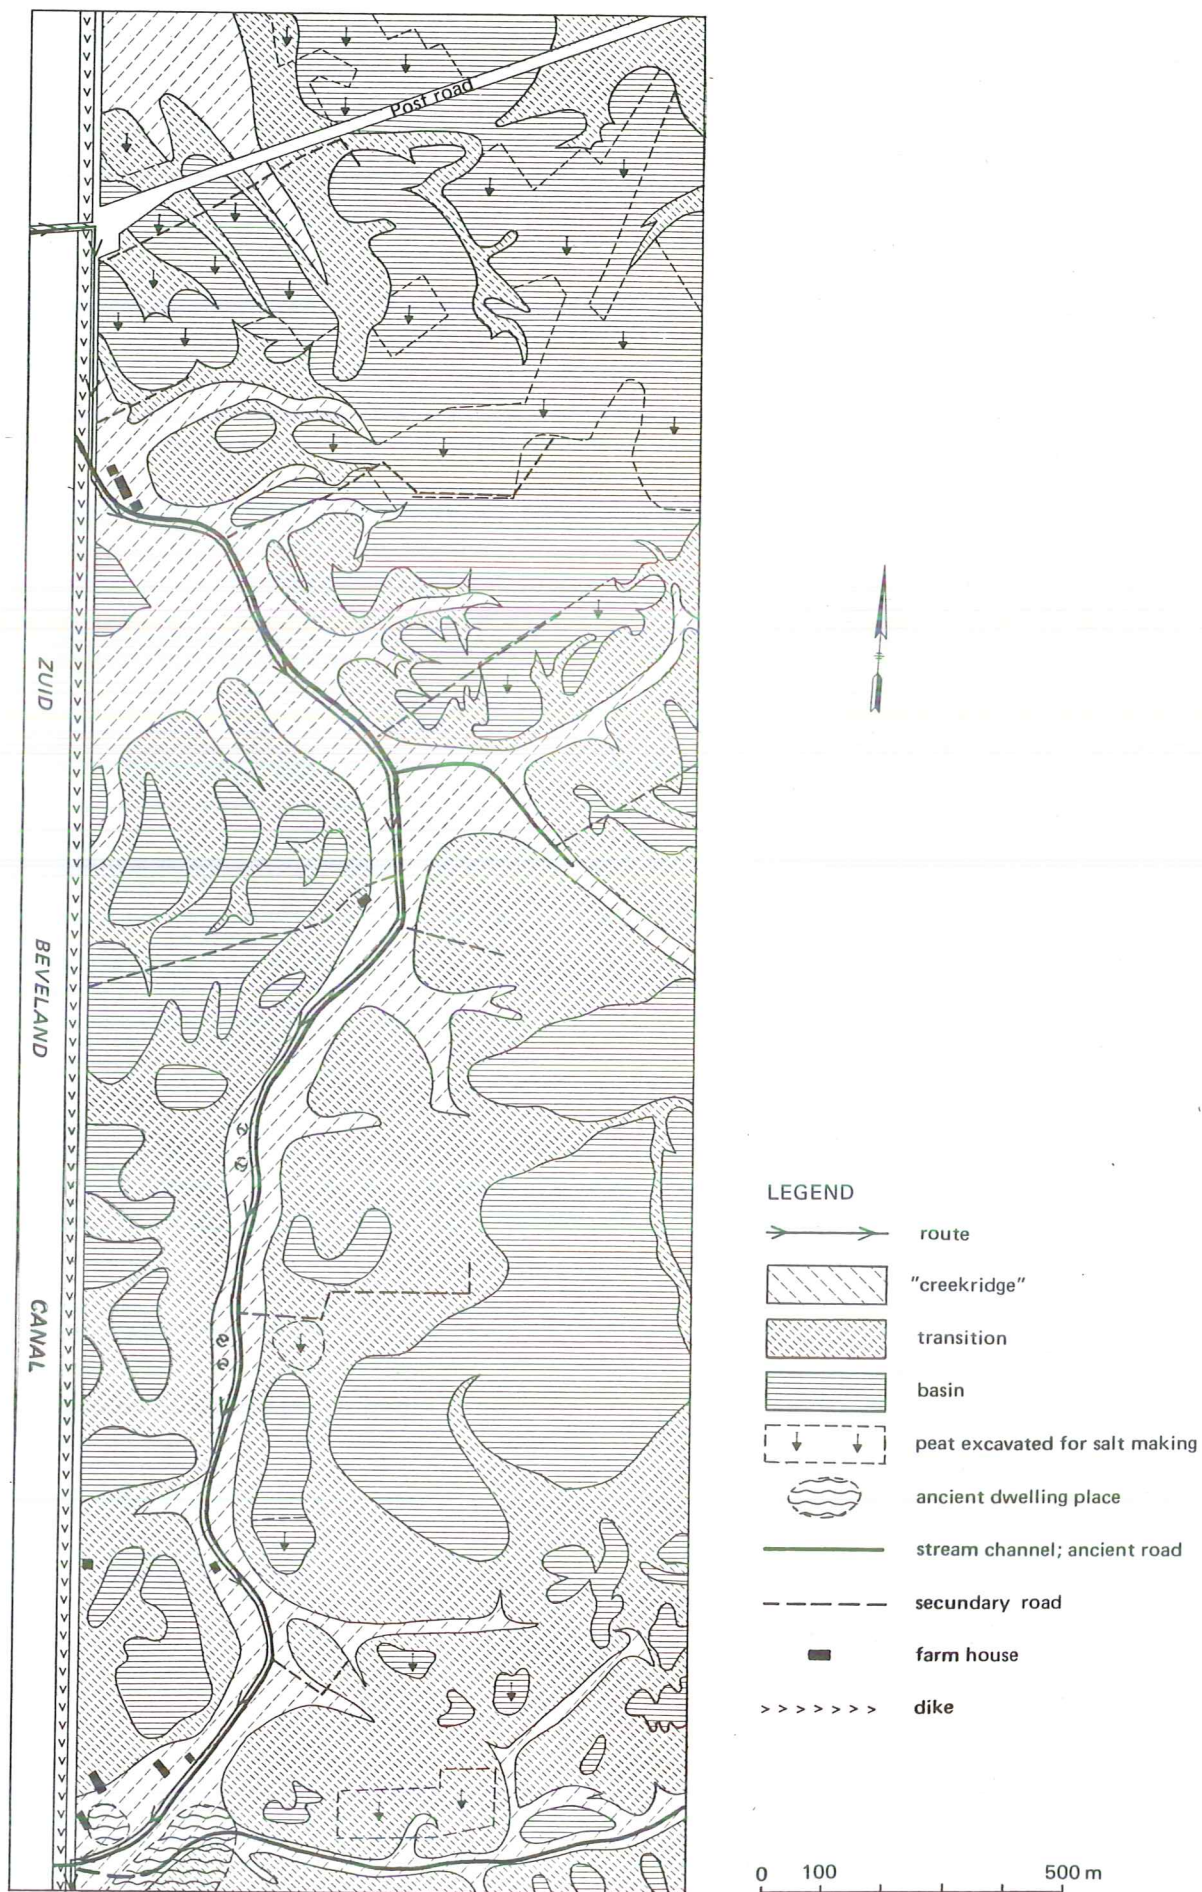 Post road
ZUID
BEVELAND
CANAL
LEGEND
route
"creekridge"
transition
basin
peat excavated for salt making
ancient dwelling place
stream channel; ancient road
secundary road
farm house
dike
0 100 500 m